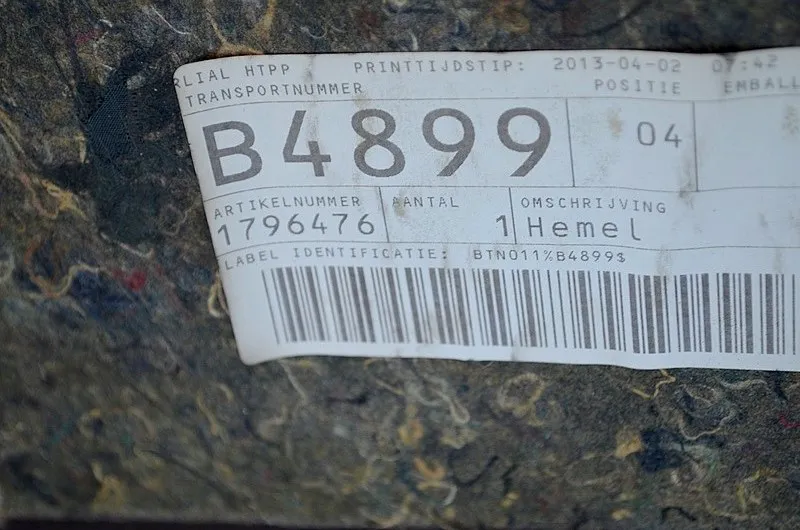 RLIAL HTPP PRINTTIJDSTIP: 2013-04-02 07:42
TRANSPORTNUMMER POSITIE EMBALL
B4899 04
ARTIKELNUMMER AANTAL OMSCHRIJVING
1796476 1 Hemel
LABEL IDENTIFICATIE: BTN011%B4899$